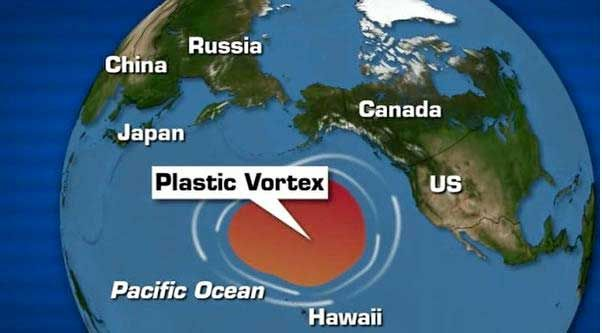 Russia
China
Canada
Japan
Plastic Vortex
US
Pacific Ocean
Hawaii